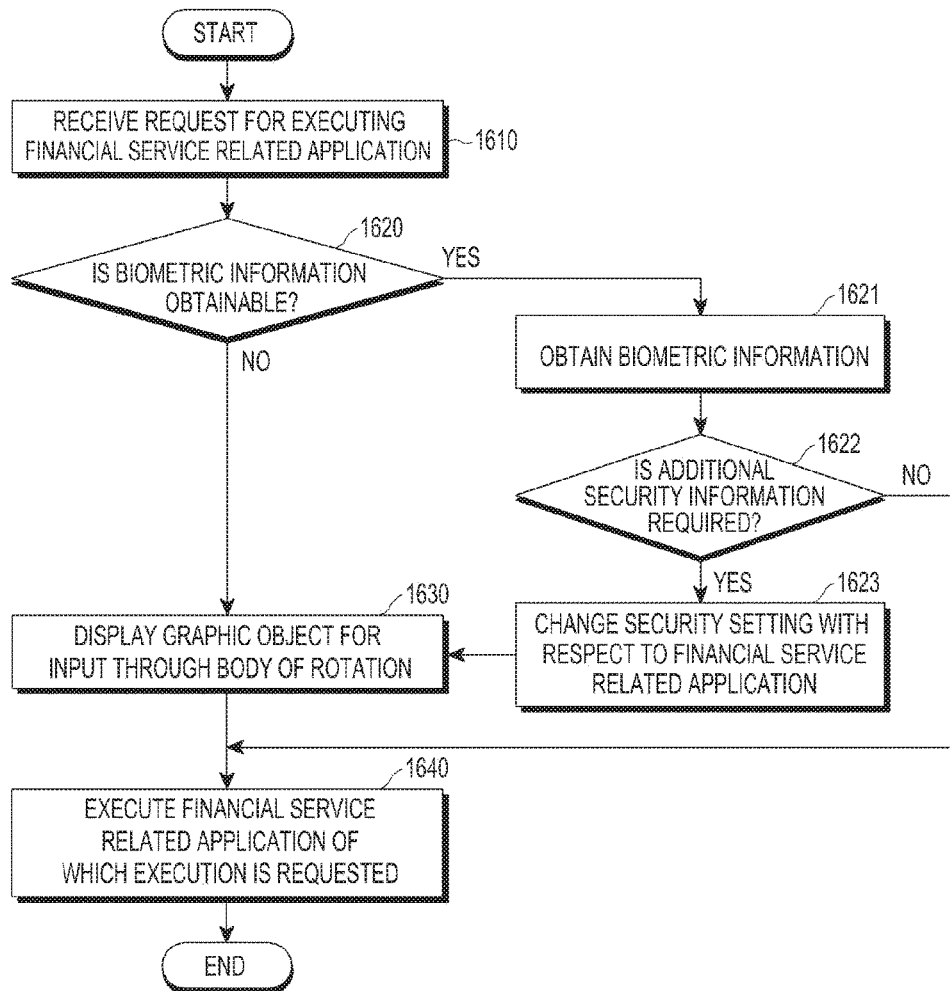 START
RECEIVE REQUEST FOR EXECUTING
FINANCIAL SERVICE RELATED APPLICATION
1610
1620
IS BIOMETRIC INFORMATION
OBTAINABLE?
YES
NO
1621
OBTAIN BIOMETRIC INFORMATION
1622
IS ADDITIONAL
SECURITY INFORMATION
REQUIRED?
NO
YES
1623
CHANGE SECURITY SETTING WITH
RESPECT TO FINANCIAL SERVICE
RELATED APPLICATION
1630
DISPLAY GRAPHIC OBJECT FOR
INPUT THROUGH BODY OF ROTATION
1640
EXECUTE FINANCIAL SERVICE
RELATED APPLICATION OF
WHICH EXECUTION IS REQUESTED
END